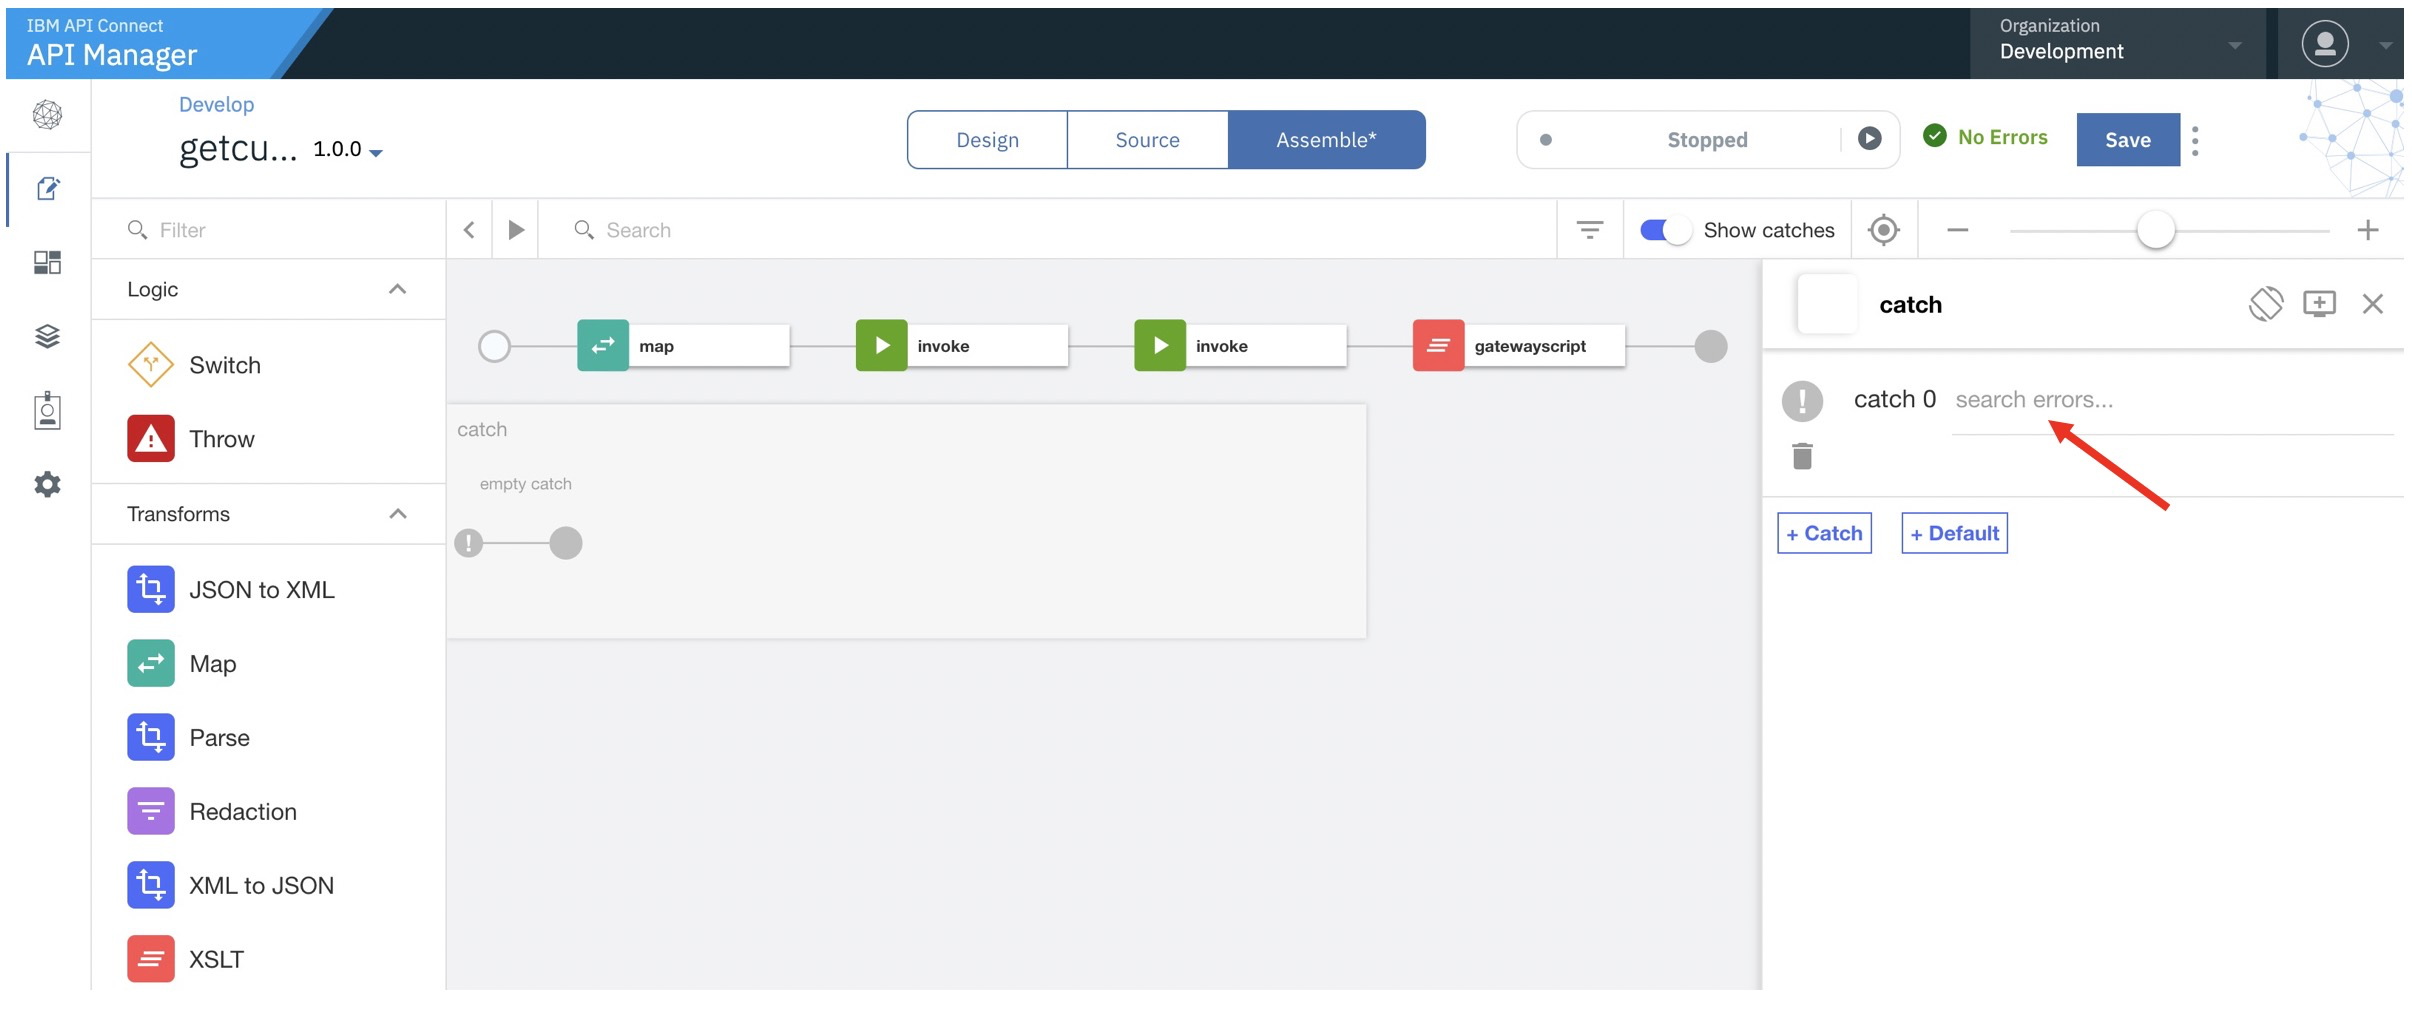 IBM API Connect
API Manager
Organization
Development
Develop
getcu... 1.0.0
Design
Source
Assemble*
Stopped
No Errors
Save
Filter
Search
Show catches
Logic
Switch
Throw
Transforms
JSON to XML
Map
Parse
Redaction
XML to JSON
XSLT
map
invoke
invoke
gatewayscript
catch
empty catch
catch
catch 0 search errors...
+ Catch
+ Default